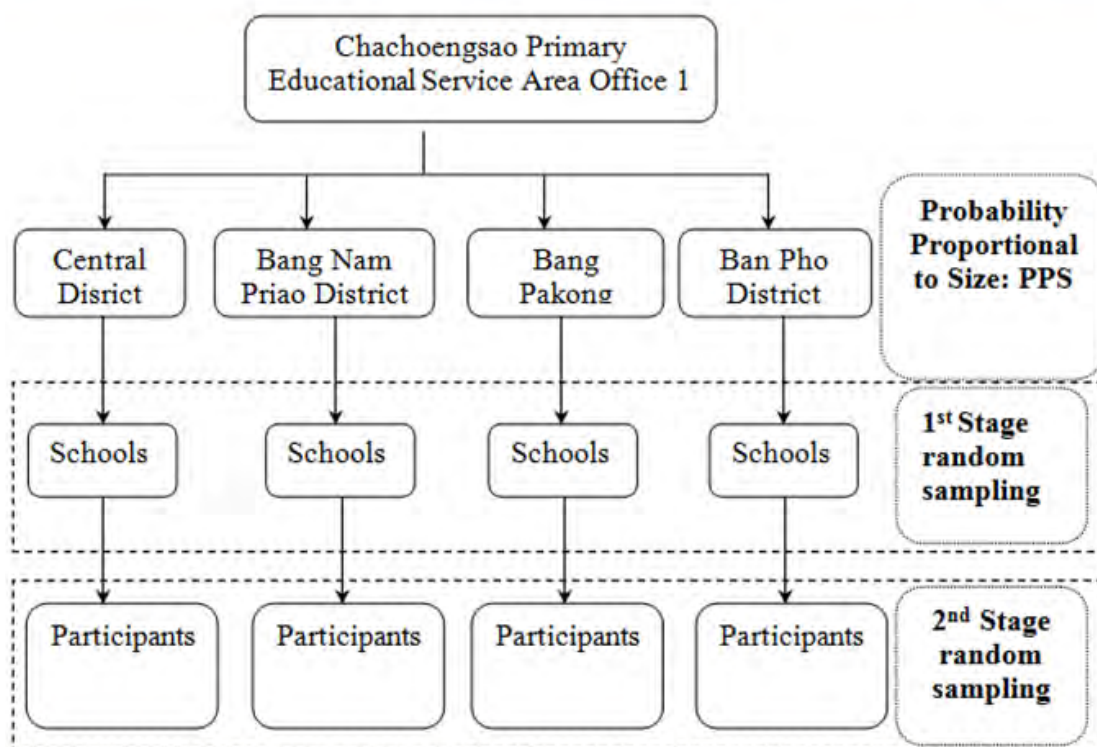 Chachoengsao Primary
Educational Service Area Office 1
Central
Disrict
Bang Nam
Priao District
Bang
Pakong
Ban Pho
District
Probability
Proportional
to Size: PPS
Schools
Schools
Schools
Schools
1st Stage
random
sampling
Participants
Participants
Participants
Participants
2nd Stage
random
sampling